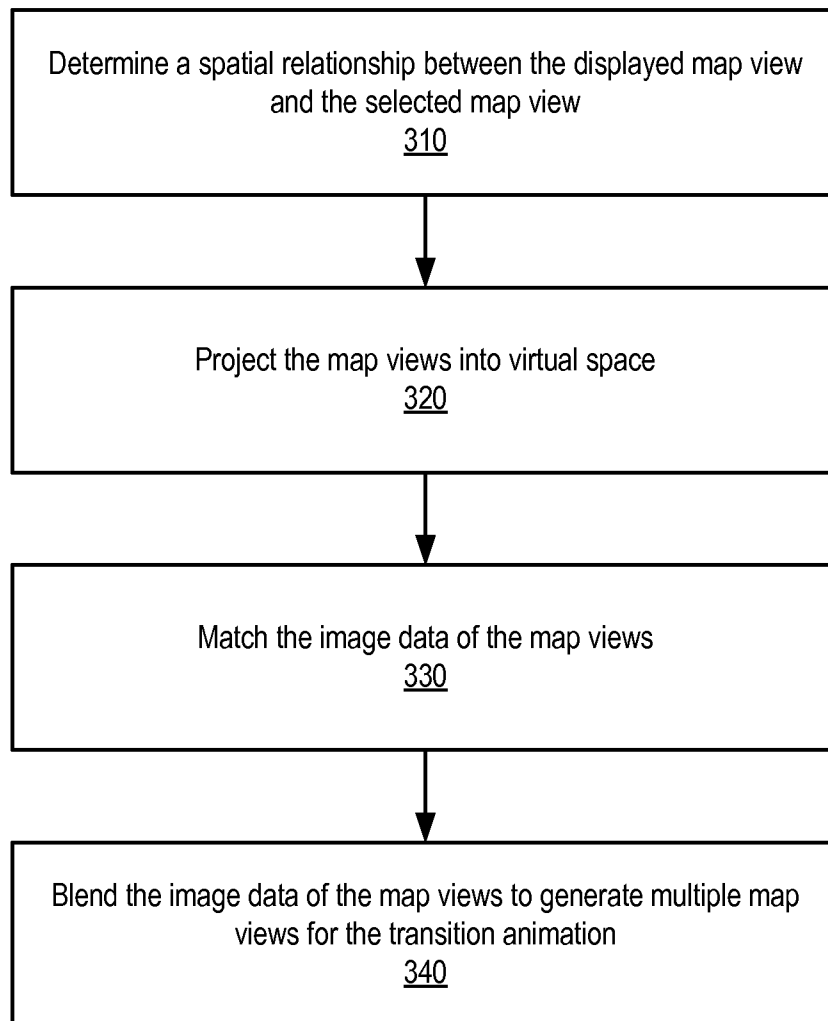 Determine a spatial relationship between the displayed map view
and the selected map view
310
Project the map views into virtual space
320
Match the image data of the map views
330
Blend the image data of the map views to generate multiple map
views for the transition animation
340